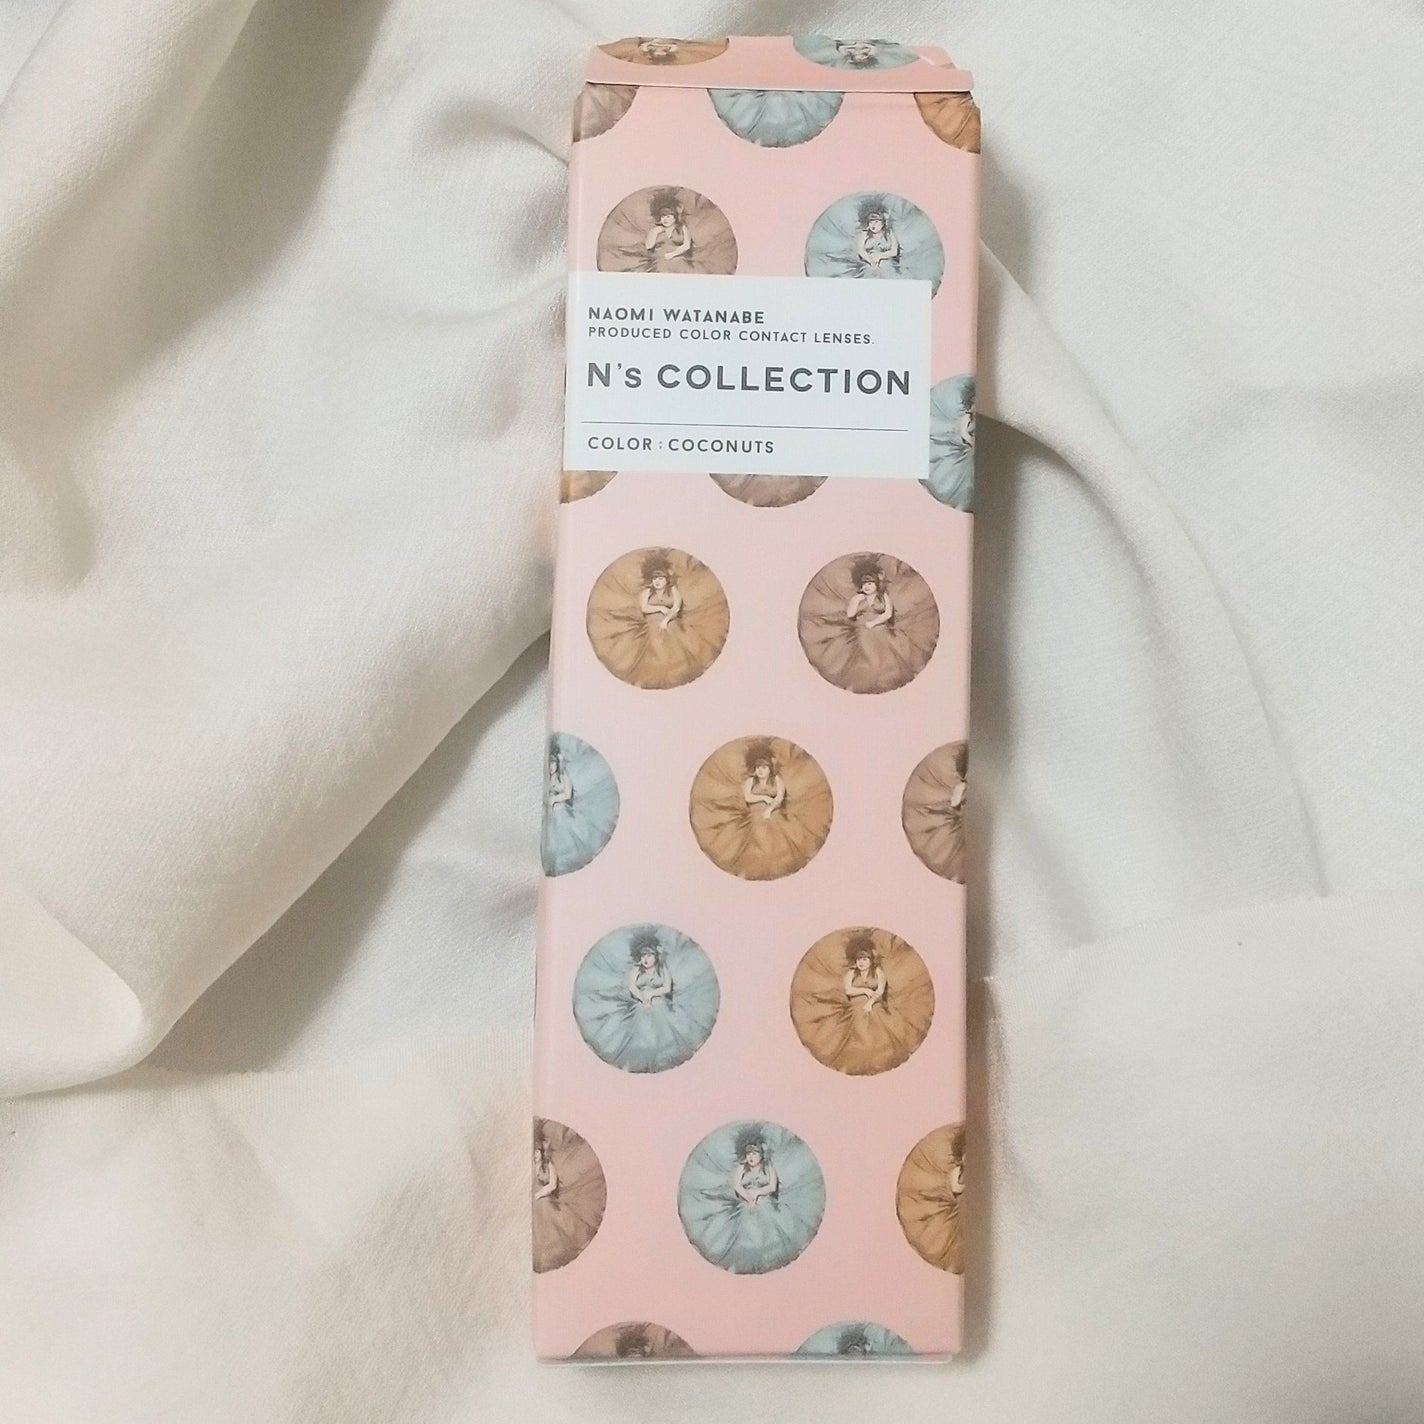 NAOMI WATANABE
PRODUCED COLOR CONTACT LENSES.
N's COLLECTION
COLOR : COCONUTS